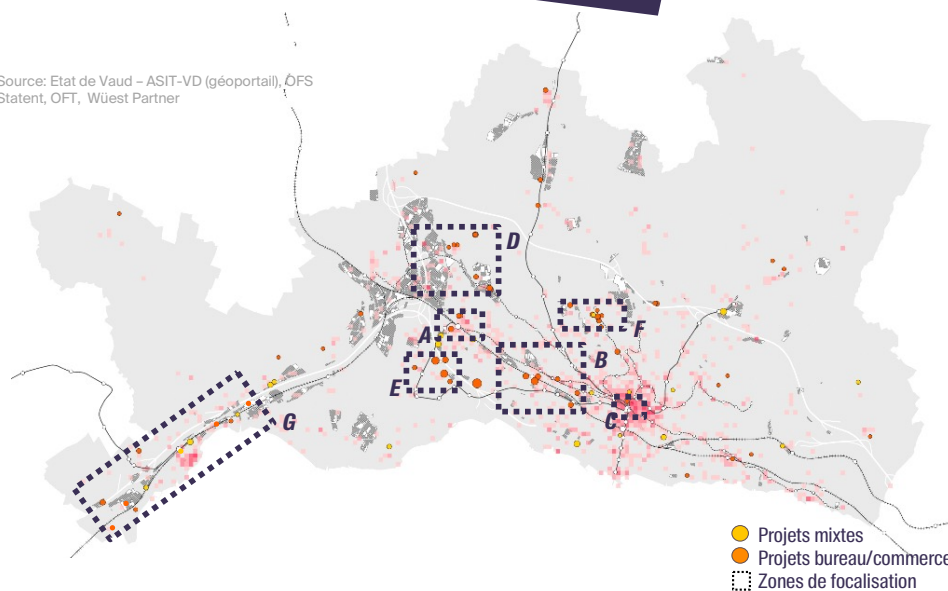 Source: Etat de Vaud – ASIT-VD (géoportail), OFS
Statent, OFT, Wüest Partner
D
A
F
B
E
C
G
Projets mixtes
Projets bureau/commerce
Zones de focalisation